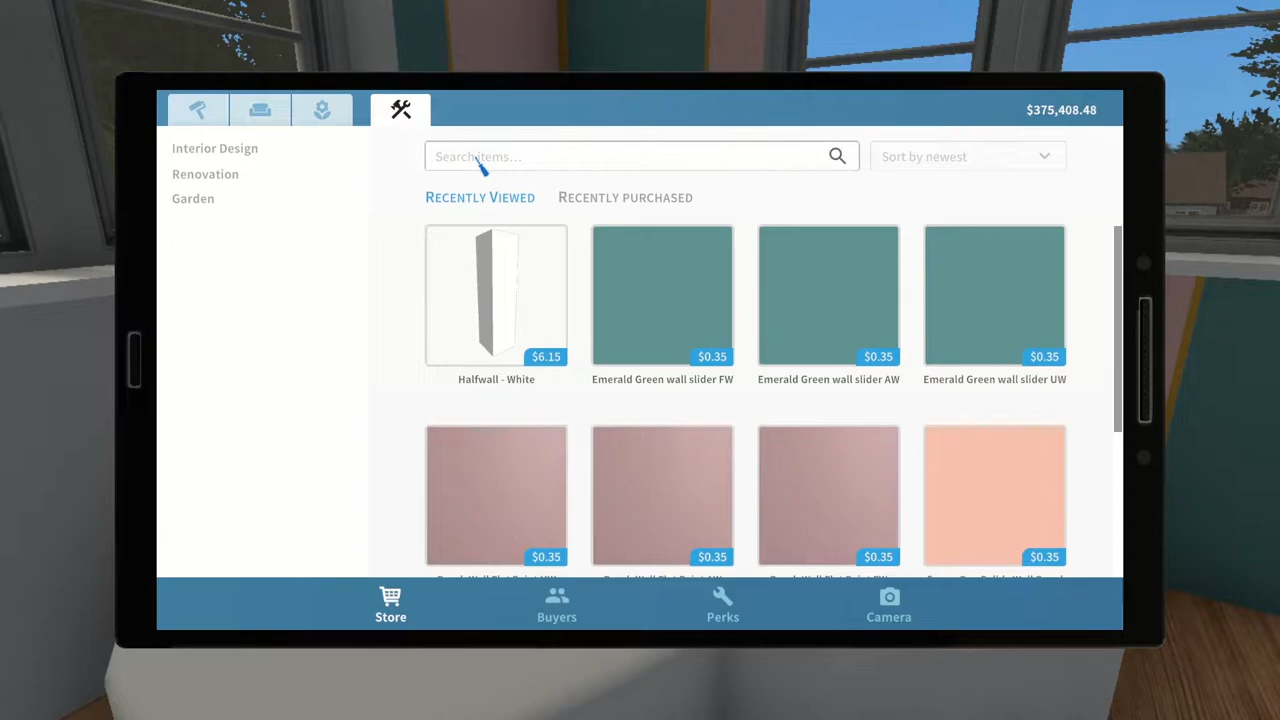 $375,408.48
Interior Design
Renovation
Garden
Search items...
Sort by newest
RECENTLY VIEWED
RECENTLY PURCHASED
$6.15
$0.35
$0.35
$0.35
Halfwall - White
Emerald Green wall slider FW
Emerald Green wall slider AW
Emerald Green wall slider UW
$0.35
$0.35
$0.35
$0.35
Store
Buyers
Perks
Camera